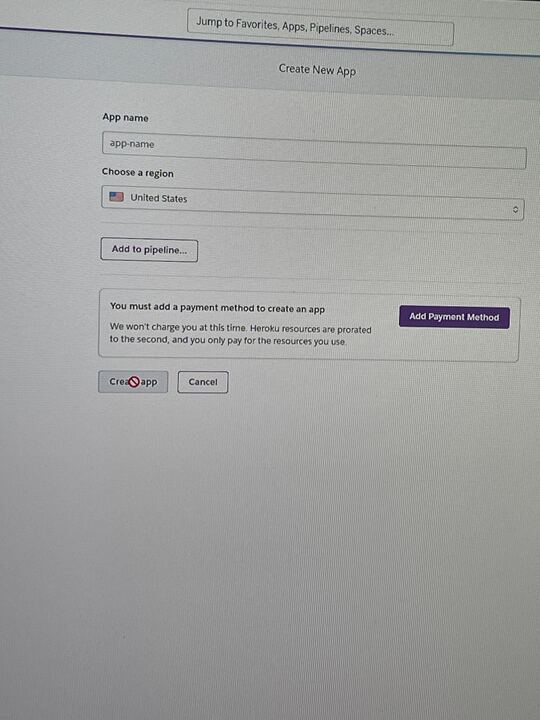 Jump to Favorites, Apps, Pipelines, Spaces...
Create New App
App name
app-name
Choose a region
United States
Add to pipeline...
You must add a payment method to create an app
We won't charge you at this time. Heroku resources are prorated
to the second, and you only pay for the resources you use.
Add Payment Method
Create app
Cancel